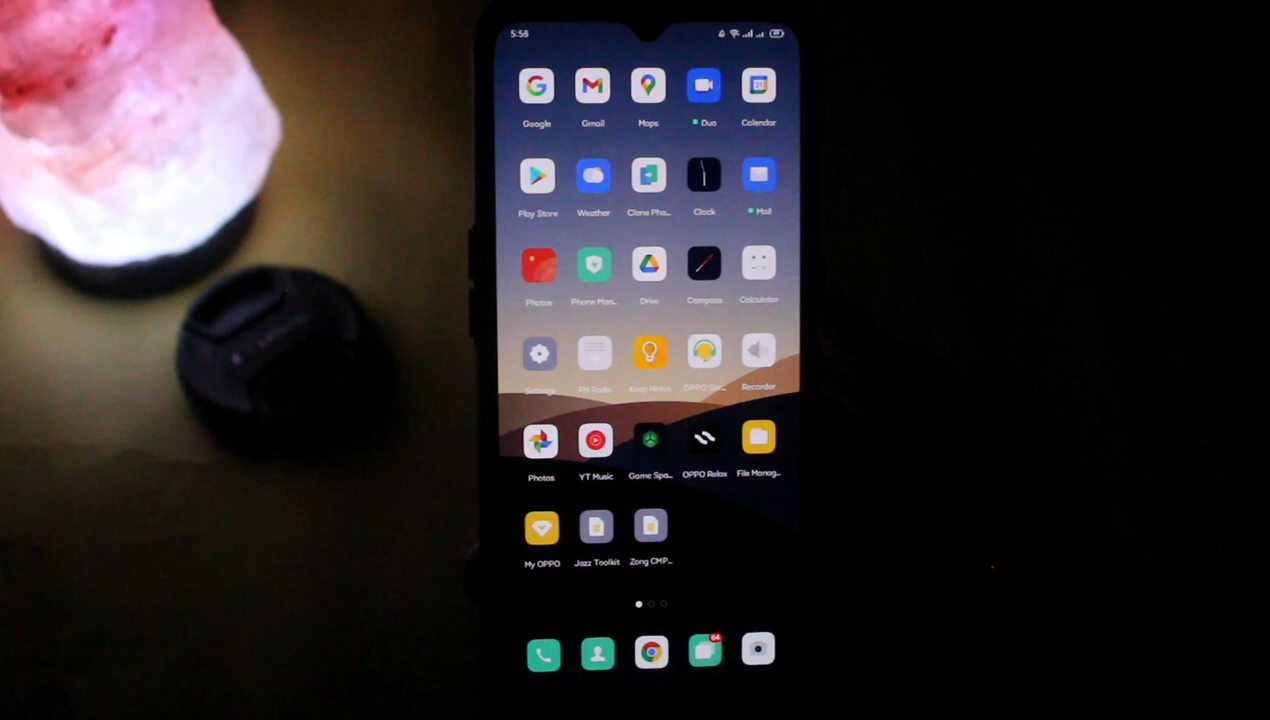 5:58
Google Gmail Maps Duo Calendar
Play Store Weather Clone Pho... Clock Mail
Photos Phone Man... Drive Compass Calculator
Settings FM Radio Keep Notes OPPO Sto... Recorder
Photos YT Music Game Spa... OPPO Relax File Manag...
My OPPO Jazz Toolkit Zong CMP...
64